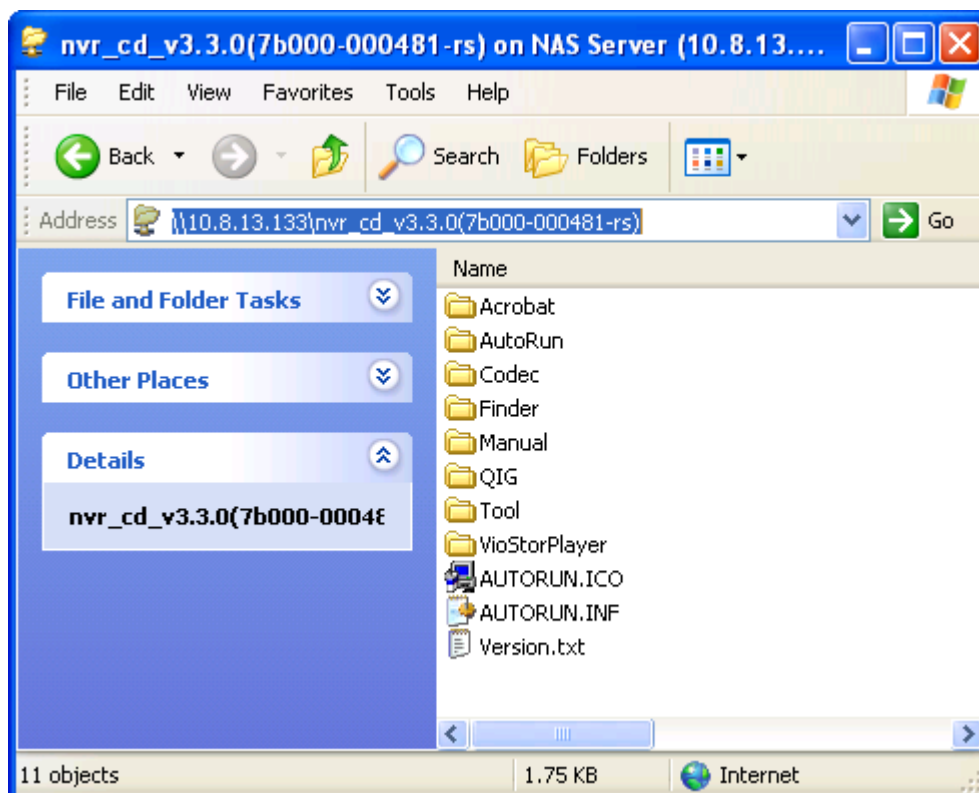 nvr_cd_v3.3.0(7b000-000481-rs) on NAS Server (10.8.13....
File Edit View Favorites Tools Help
Back Search Folders
Address \\10.8.13.133\nvr_cd_v3.3.0(7b000-000481-rs) Go
Name
File and Folder Tasks
Other Places
Details
nvr_cd_v3.3.0(7b000-00048
Acrobat
AutoRun
Codec
Finder
Manual
QIG
Tool
VioStorPlayer
AUTORUN.ICO
AUTORUN.INF
Version.txt
11 objects 1.75 KB Internet